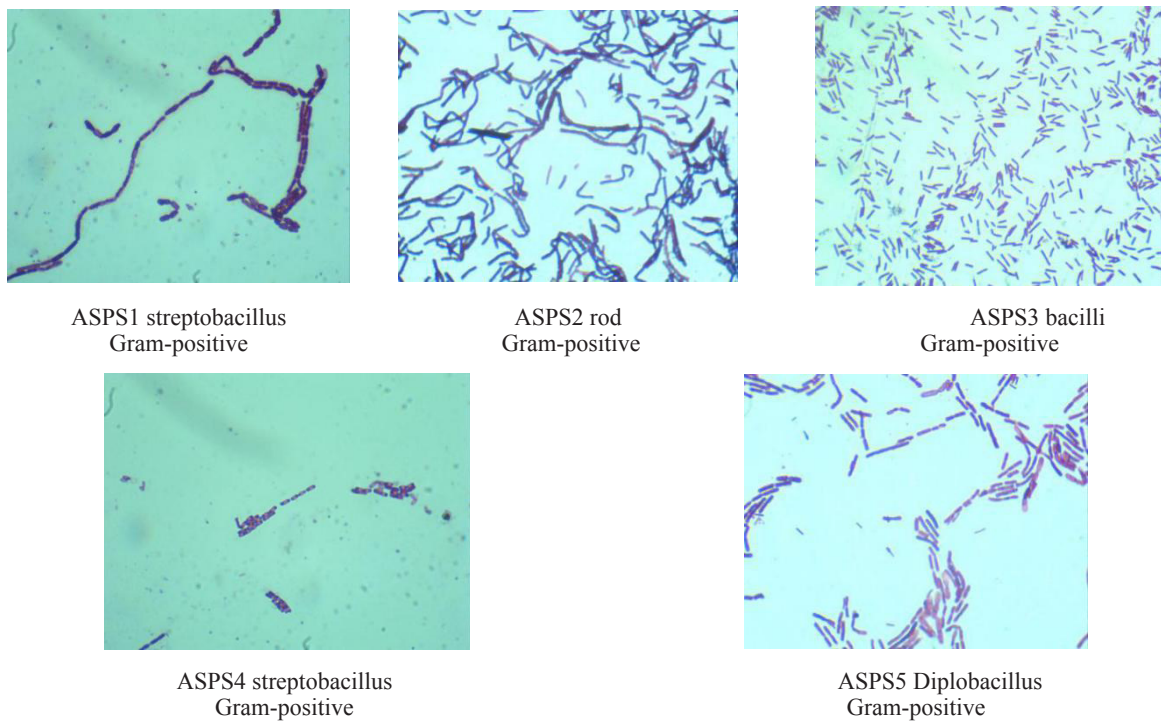 ASPS1 streptobacillus
Gram-positive
ASPS2 rod
Gram-positive
ASPS3 bacilli
Gram-positive
ASPS4 streptobacillus
Gram-positive
ASPS5 Diplobacillus
Gram-positive